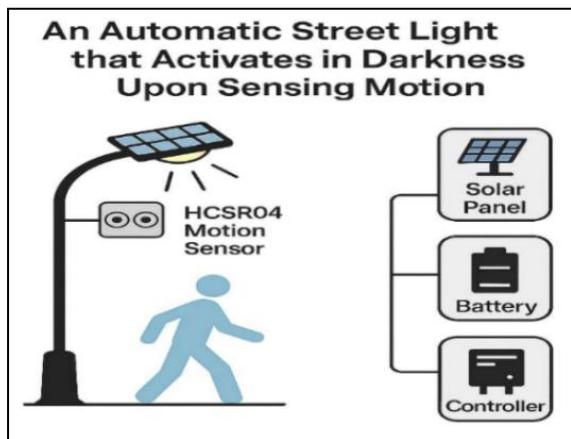 An Automatic Street Light
that Activates in Darkness
Upon Sensing Motion
HCSR04
Motion
Sensor
Solar
Panel
Battery
Controller